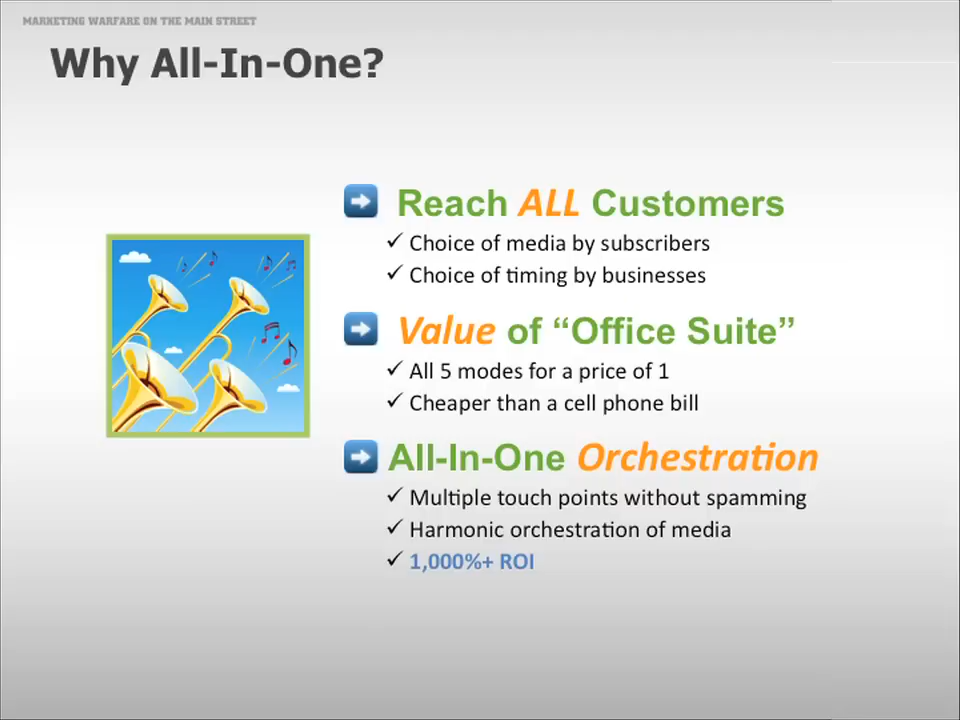 MARKETING WARFARE ON THE MAIN STREET
Why All-In-One?
Reach ALL Customers
✓ Choice of media by subscribers
✓ Choice of timing by businesses
Value of “Office Suite”
✓ All 5 modes for a price of 1
✓ Cheaper than a cell phone bill
All-In-One Orchestration
✓ Multiple touch points without spamming
✓ Harmonic orchestration of media
✓ 1,000%+ ROI